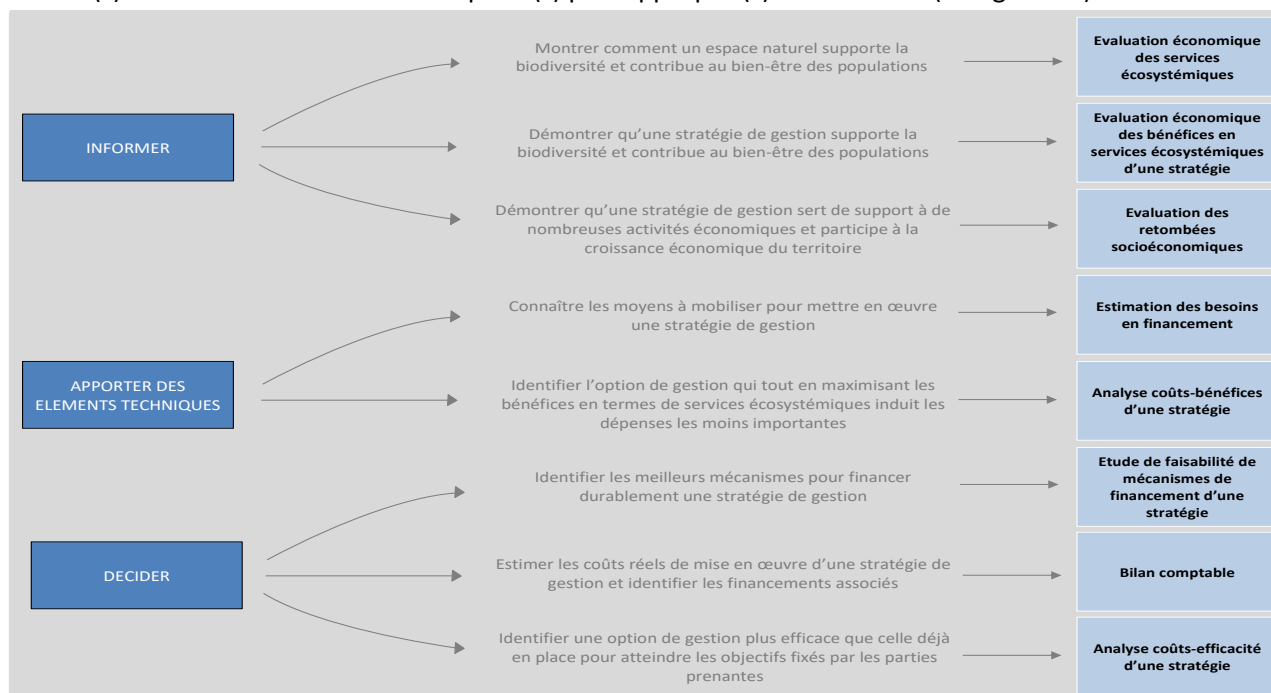 Montrer comment un espace naturel supporte la
biodiversité et contribue au bien-être des populations
Evaluation économique
des services
écosystémiques
INFORMER
Démontrer qu'une stratégie de gestion supporte la
biodiversité et contribue au bien-être des populations
Evaluation économique
des bénéfices en
services écosystémiques
d'une stratégie
Démontrer qu'une stratégie de gestion sert de support à de
nombreuses activités économiques et participe à la
croissance économique du territoire
Evaluation des
retombées
socioéconomiques
Connaître les moyens à mobiliser pour mettre en œuvre
une stratégie de gestion
Estimation des besoins
en financement
APPORTER DES
ELEMENTS TECHNIQUES
Identifier l'option de gestion qui tout en maximisant les
bénéfices en termes de services écosystémiques induit les
dépenses les moins importantes
Analyse coûts-bénéfices
d'une stratégie
Identifier les meilleurs mécanismes pour financer
durablement une stratégie de gestion
Etude de faisabilité de
mécanismes de
financement d'une
stratégie
DECIDER
Estimer les coûts réels de mise en œuvre d'une stratégie de
gestion et identifier les financements associés
Bilan comptable
Identifier une option de gestion plus efficace que celle déjà
en place pour atteindre les objectifs fixés par les parties
prenantes
Analyse coûts-efficacité
d'une stratégie